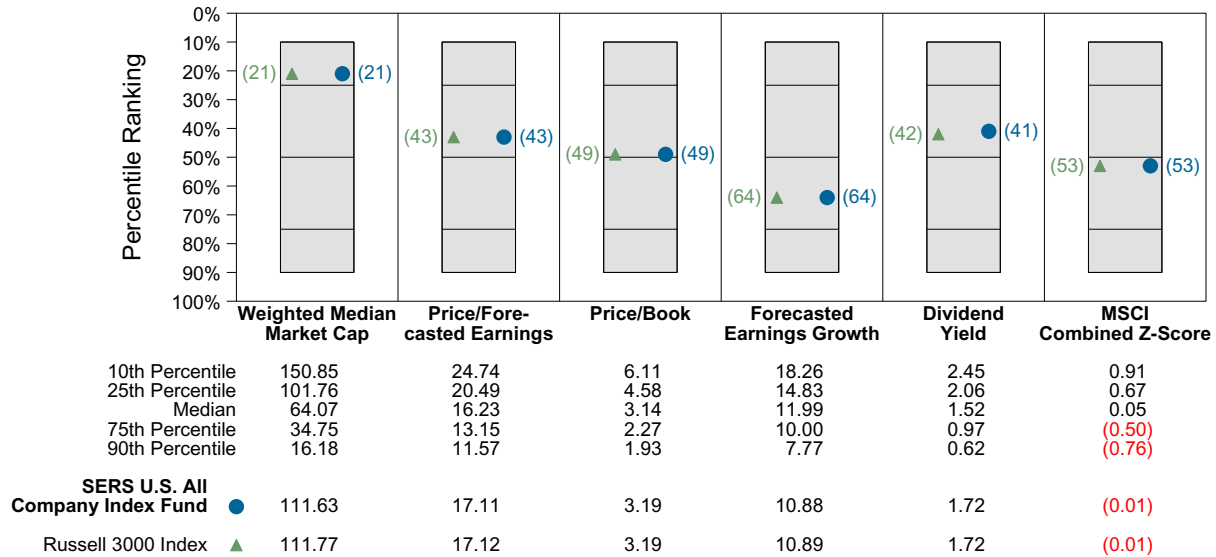 0%
10%
20%
30%
40%
50%
60%
70%
80%
90%
100%
Percentile Ranking
(21) (21)
(43) (43)
(49) (49)
(64) (64)
(42) (41)
(53) (53)
Weighted Median
Market Cap
Price/Fore-
casted Earnings
Price/Book
Forecasted
Earnings Growth
Dividend
Yield
MSCI
Combined Z-Score
10th Percentile 150.85 24.74 6.11 18.26 2.45 0.91
25th Percentile 101.76 20.49 4.58 14.83 2.06 0.67
Median 64.07 16.23 3.14 11.99 1.52 0.05
75th Percentile 34.75 13.15 2.27 10.00 0.97 (0.50)
90th Percentile 16.18 11.57 1.93 7.77 0.62 (0.76)
SERS U.S. All
Company Index Fund 111.63 17.11 3.19 10.88 1.72 (0.01)
Russell 3000 Index 111.77 17.12 3.19 10.89 1.72 (0.01)